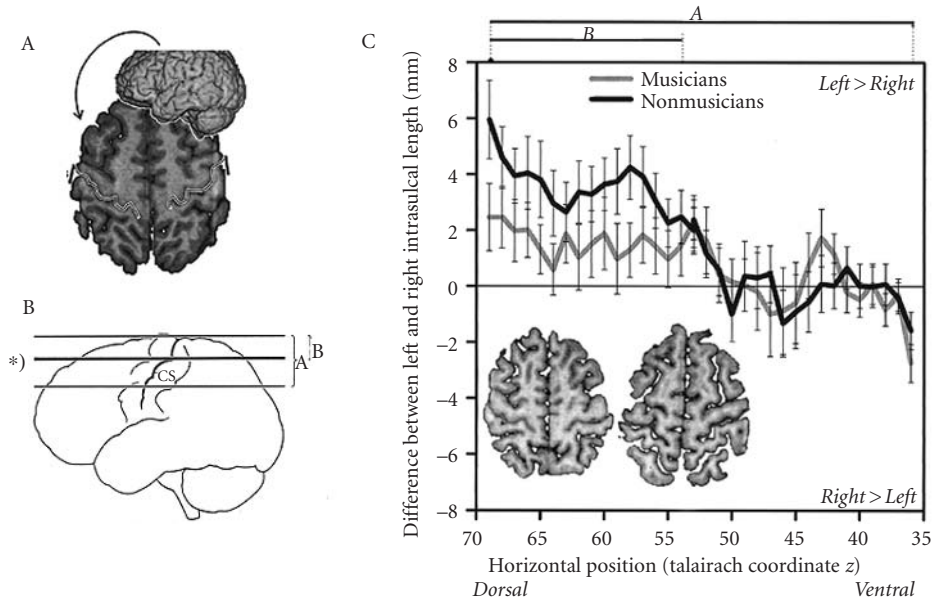 A
B
*)
CS
B
A
C
A
B
Difference between left and right intrasulcal length (mm)
8
6
4
2
0
−2
−4
−6
−8
Musicians
Nonmusicians
Left > Right
Right > Left
70 65 60 55 50 45 40 35
Horizontal position (talairach coordinate z)
Dorsal
Ventral